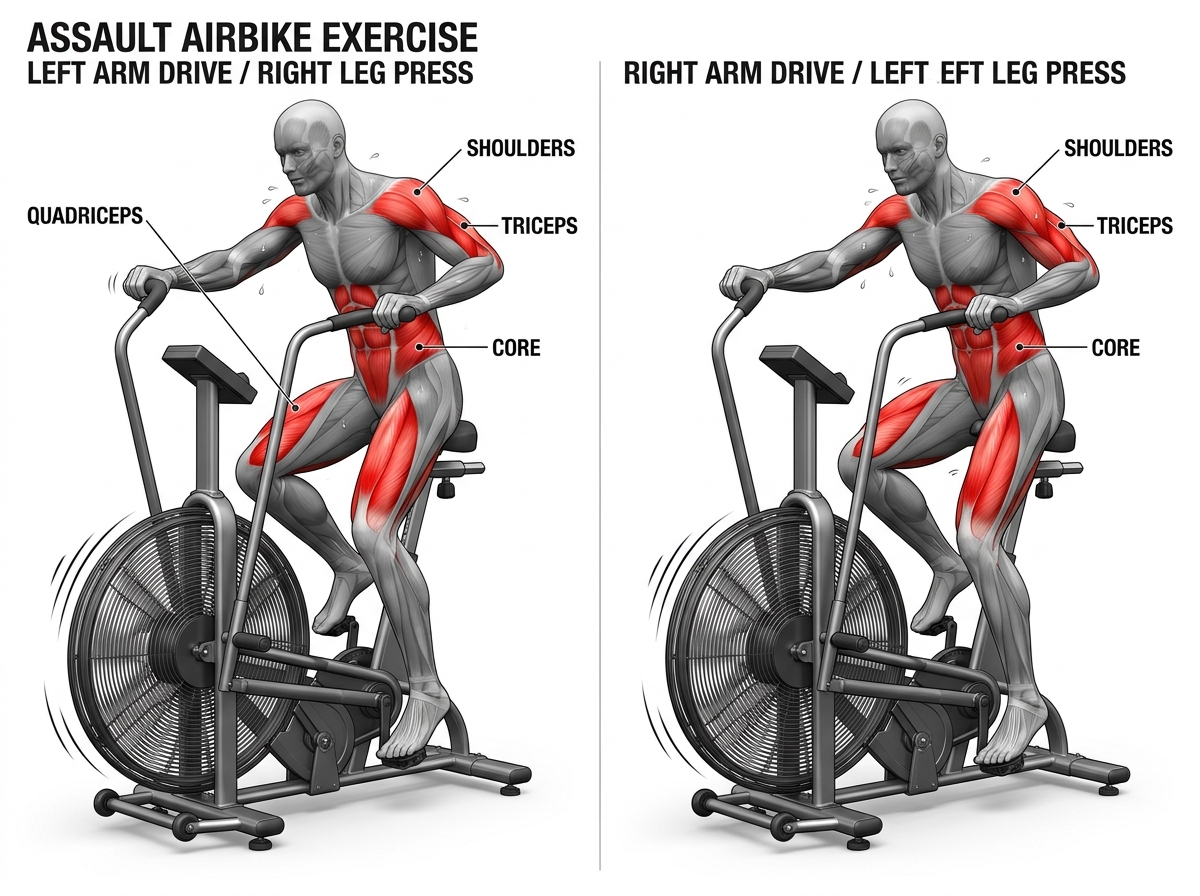 ASSAULT AIRBIKE EXERCISE
LEFT ARM DRIVE / RIGHT LEG PRESS
QUADRICEPS
SHOULDERS
TRICEPS
CORE
RIGHT ARM DRIVE / LEFT .EFT LEG PRESS
SHOULDERS
TRICEPS
CORE